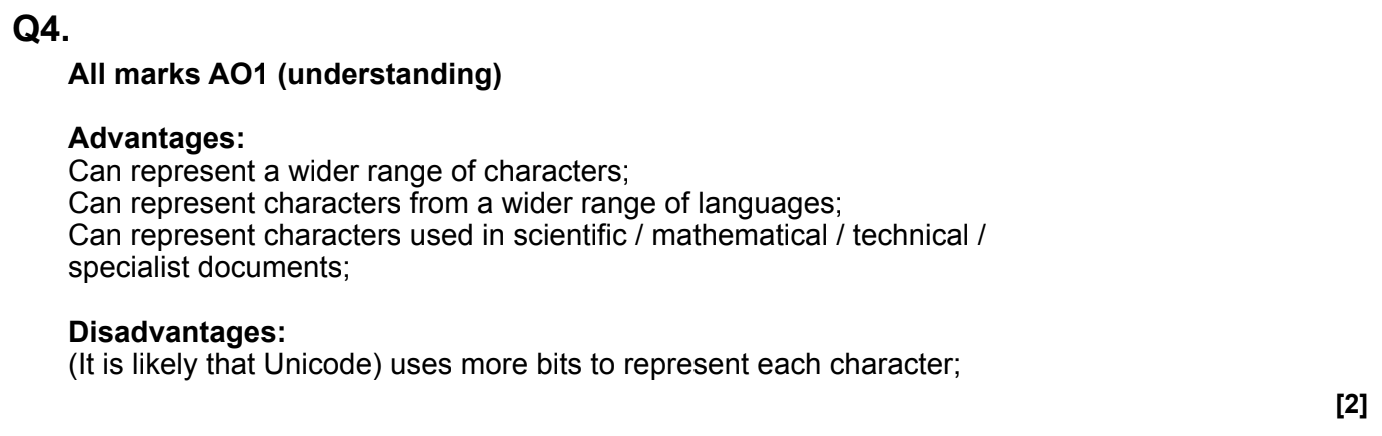 Q4.
All marks AO1 (understanding)
Advantages:
Can represent a wider range of characters;
Can represent characters from a wider range of languages;
Can represent characters used in scientific / mathematical / technical /
specialist documents;
Disadvantages:
(It is likely that Unicode) uses more bits to represent each character;
[2]